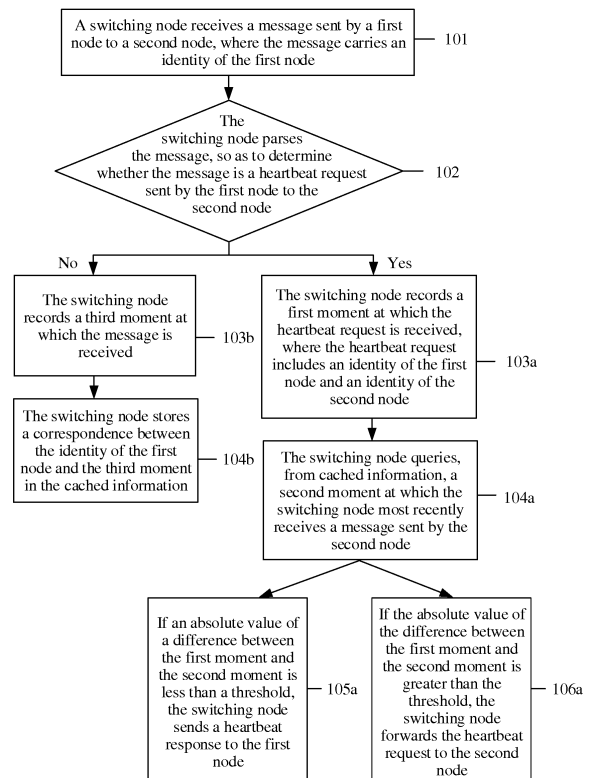 A switching node receives a message sent by a first
node to a second node, where the message carries an
identity of the first node
101
The
switching node parses
the message, so as to determine
whether the message is a heartbeat request
sent by the first node to the
second node
102
No
Yes
The switching node
records a third moment at
which the message is
received
103b
The switching node records a
first moment at which the
heartbeat request is received,
where the heartbeat request
includes an identity of the first
node and an identity of the
second node
103a
The switching node stores
a correspondence between
the identity of the first
node and the third moment
in the cached information
104b
The switching node queries,
from cached information, a
second moment at which the
switching node most recently
receives a message sent by the
second node
104a
If an absolute value of
a difference between
the first moment and
the second moment is
less than a threshold,
the switching node
sends a heartbeat
response to the first
node
105a
If the absolute value of
the difference between
the first moment and
the second moment is
greater than the
threshold, the
switching node
forwards the heartbeat
request to the second
node
106a